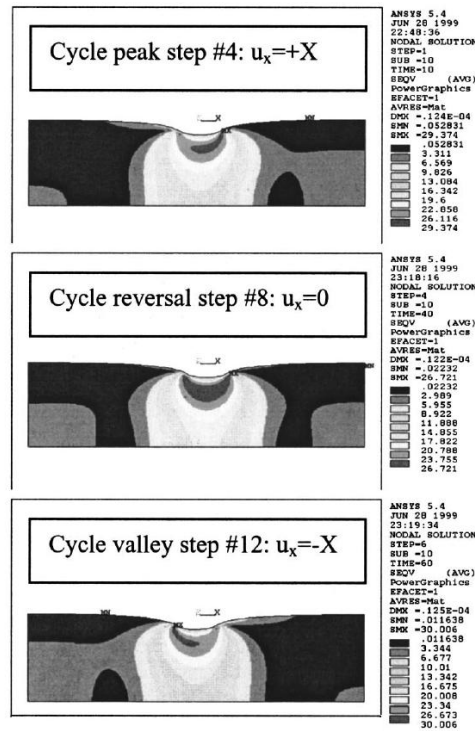 ANSYS 5.4
JUN 28 1999
22:48:36
NODAL SOLUTION
STEP=1
SUB =10
TIME=10
SEQV (AVG)
PowerGraphics
EFACET=1
AVRES=Mat
DMX =.124E-04
SMN =.052831
SMX =29.374
.052831
3.311
6.569
9.826
13.084
16.342
19.6
22.858
26.116
29.374
Cycle peak step #4: uₓ=+X
X
MX
ANSYS 5.4
JUN 28 1999
23:18:16
NODAL SOLUTION
STEP=4
SUB =10
TIME=40
SEQV (AVG)
PowerGraphics
EFACET=1
AVRES=Mat
DMX =.122E-04
SMN =.02232
SMX =26.721
.02232
2.989
5.955
8.922
11.888
14.855
17.822
20.788
23.755
26.721
Cycle reversal step #8: uₓ=0
X
ANSYS 5.4
JUN 28 1999
23:19:34
NODAL SOLUTION
STEP=6
SUB =10
TIME=60
SEQV (AVG)
PowerGraphics
EFACET=1
AVRES=Mat
DMX =.125E-04
SMN =.011638
SMX =30.006
.011638
3.344
6.677
10.01
13.342
16.675
20.008
23.34
26.673
30.006
Cycle valley step #12: uₓ=-X
X
MX